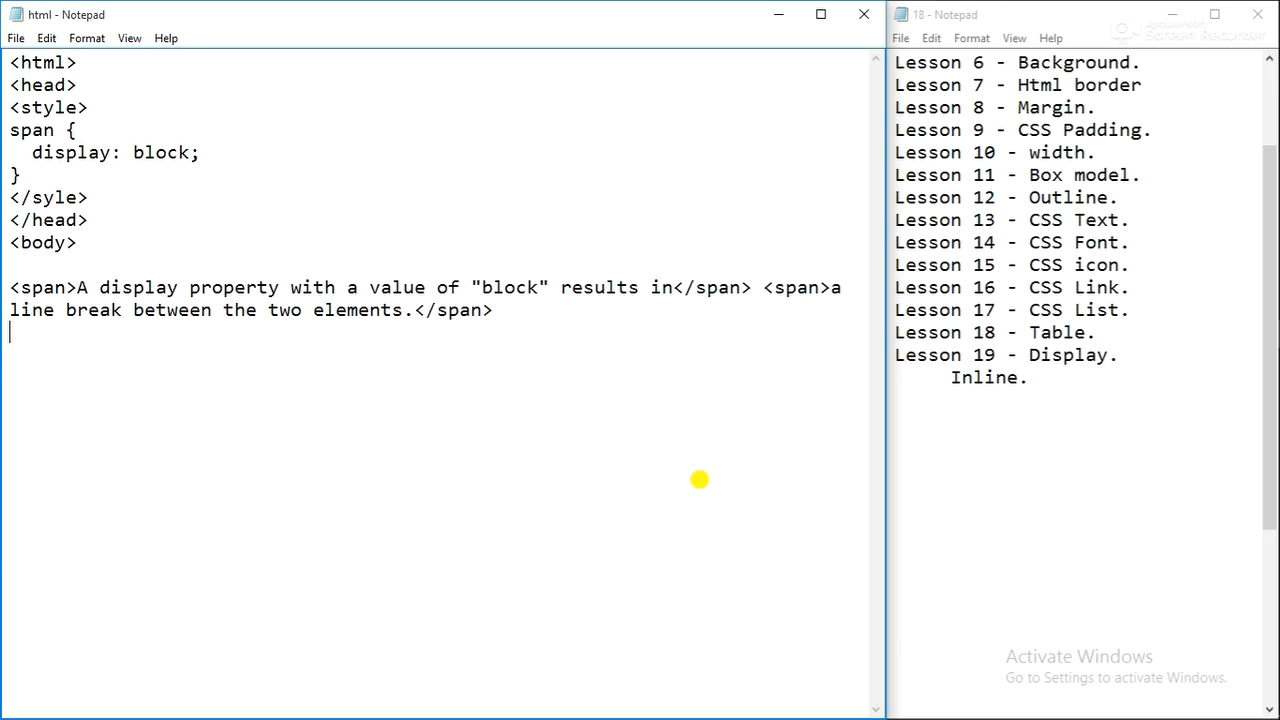 html - Notepad
File Edit Format View Help
<html>
<head>
<style>
span {
  display: block;
}
</syle>
</head>
<body>

<span>A display property with a value of "block" results in</span> <span>a
line break between the two elements.</span>
18 - Notepad
File Edit Format View Help
Screen Recorder
Lesson 6 - Background.
Lesson 7 - Html border
Lesson 8 - Margin.
Lesson 9 - CSS Padding.
Lesson 10 - width.
Lesson 11 - Box model.
Lesson 12 - Outline.
Lesson 13 - CSS Text.
Lesson 14 - CSS Font.
Lesson 15 - CSS icon.
Lesson 16 - CSS Link.
Lesson 17 - CSS List.
Lesson 18 - Table.
Lesson 19 - Display.
     Inline.
Activate Windows
Go to Settings to activate Windows.